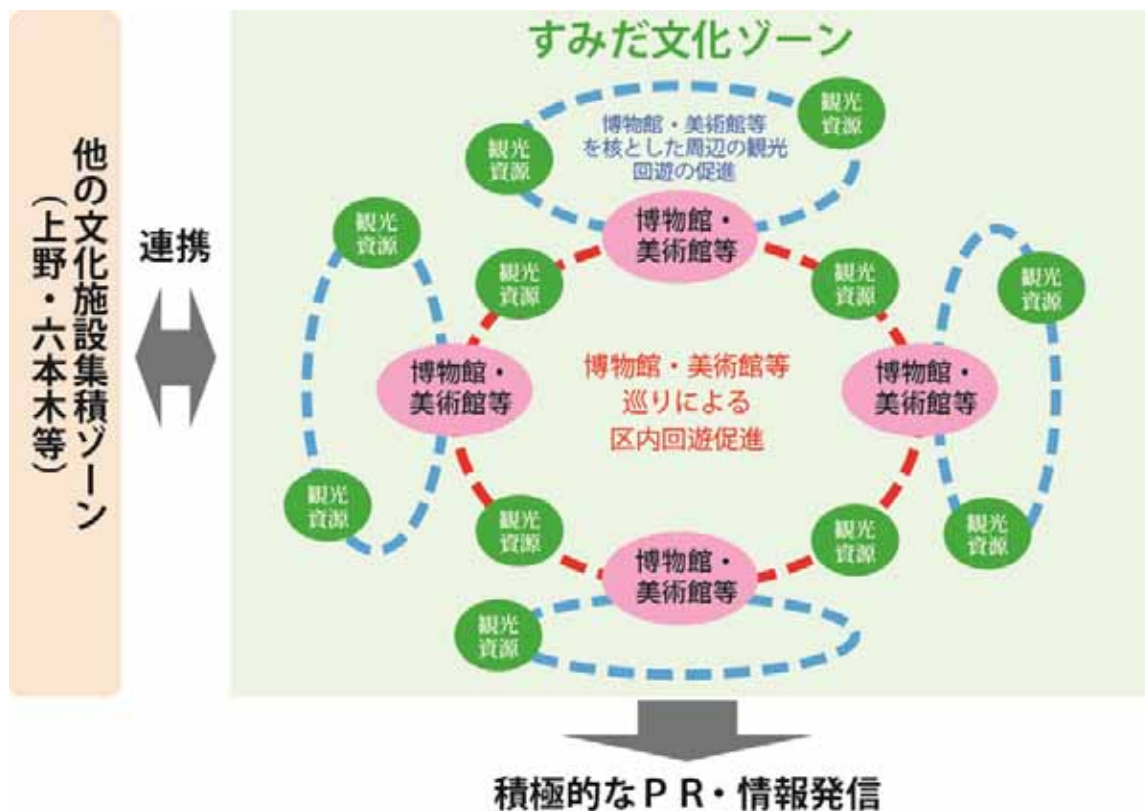 すみだ文化ゾーン
他の文化施設集積ゾーン
(上野・六本木等)
連携
観光
資源
観光
資源
博物館・美術館等
を核とした周辺の観光
回遊の促進
博物館・
美術館等
観光
資源
観光
資源
観光
資源
観光
資源
博物館・
美術館等
博物館・美術館等
巡りによる
区内回遊促進
博物館・
美術館等
観光
資源
観光
資源
観光
資源
観光
資源
博物館・
美術館等
観光
資源
積極的なPR・情報発信